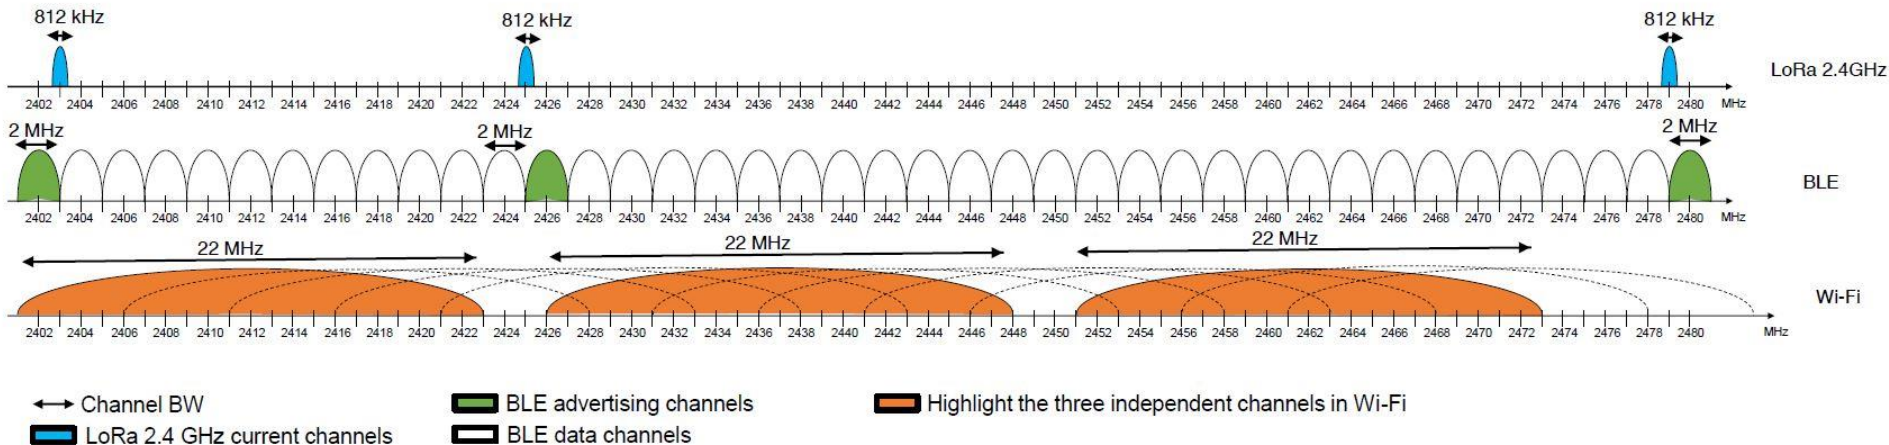 812 kHz 812 kHz 812 kHz
LoRa 2.4GHz
2402 2404 2406 2408 2410 2412 2414 2416 2418 2420 2422 2424 2426 2428 2430 2432 2434 2436 2438 2440 2442 2444 2446 2448 2450 2452 2454 2456 2458 2460 2462 2464 2466 2468 2470 2472 2474 2476 2478 2480 MHz
2 MHz 2 MHz 2 MHz
BLE
2402 2404 2406 2408 2410 2412 2414 2416 2418 2420 2422 2424 2426 2428 2430 2432 2434 2436 2438 2440 2442 2444 2446 2448 2450 2452 2454 2456 2458 2460 2462 2464 2466 2468 2470 2472 2474 2476 2478 2480 MHz
22 MHz 22 MHz 22 MHz
Wi-Fi
2402 2404 2406 2408 2410 2412 2414 2416 2418 2420 2422 2424 2426 2428 2430 2432 2434 2436 2438 2440 2442 2444 2446 2448 2450 2452 2454 2456 2458 2460 2462 2464 2466 2468 2470 2472 2474 2476 2478 2480 MHz
Channel BW BLE advertising channels Highlight the three independent channels in Wi-Fi
LoRa 2.4 GHz current channels BLE data channels